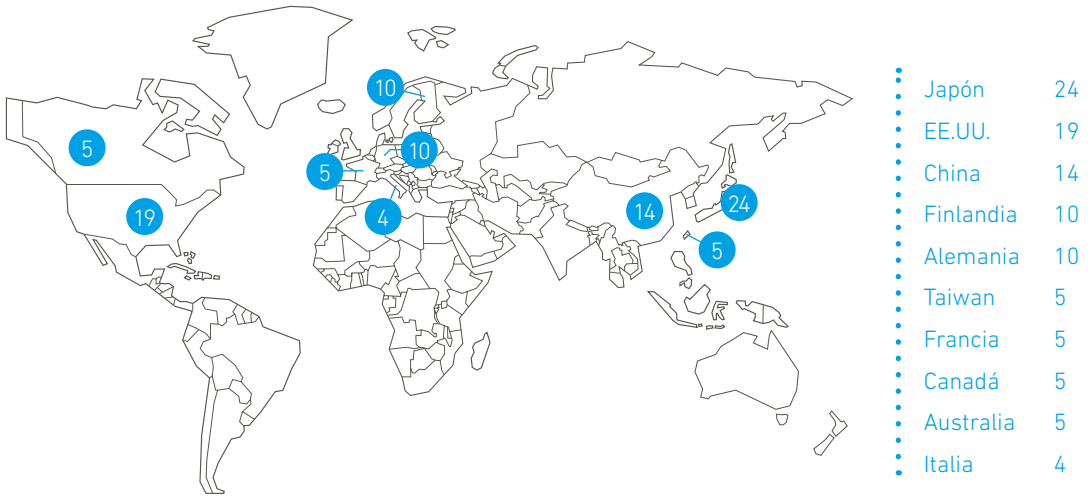 10
5
10
5
19
4
14
24
5
Japón 24
EE.UU. 19
China 14
Finlandia 10
Alemania 10
Taiwan 5
Francia 5
Canadá 5
Australia 5
Italia 4